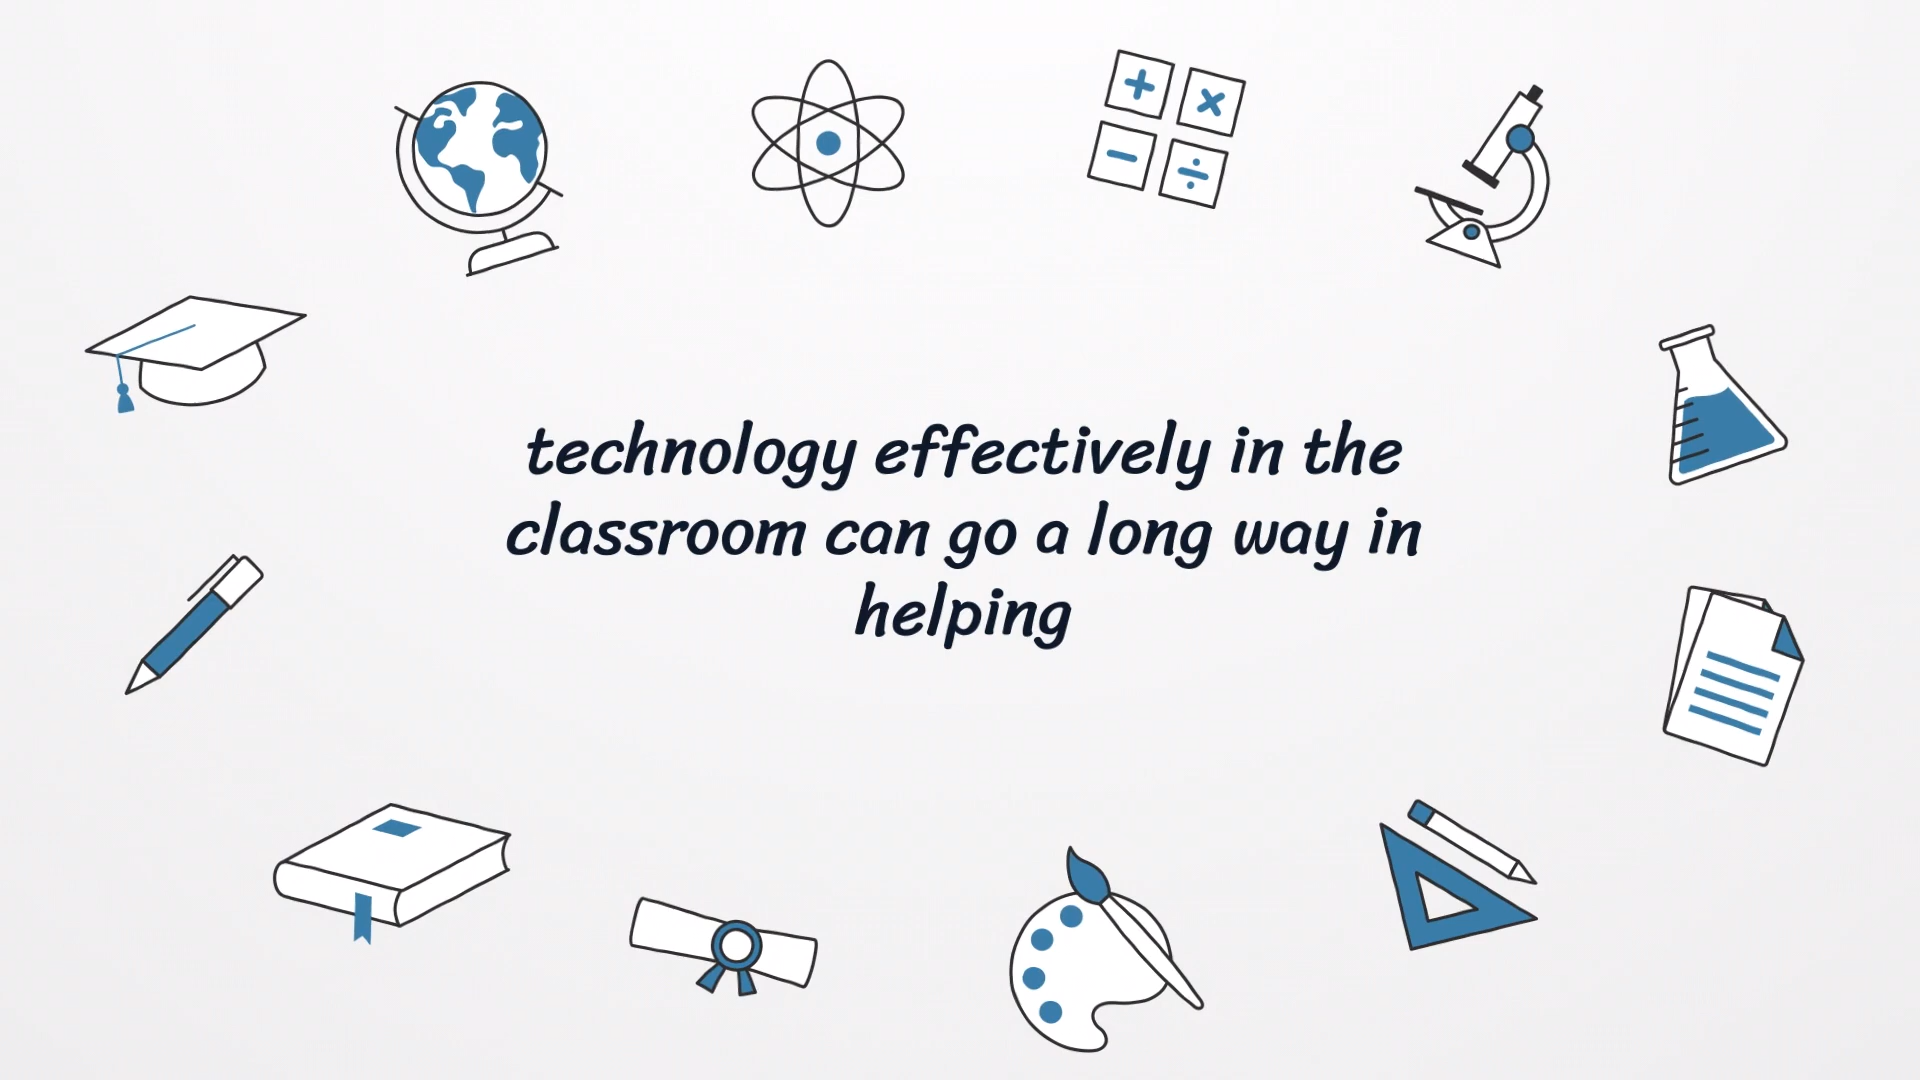 technology effectively in the
classroom can go a long way in
helping